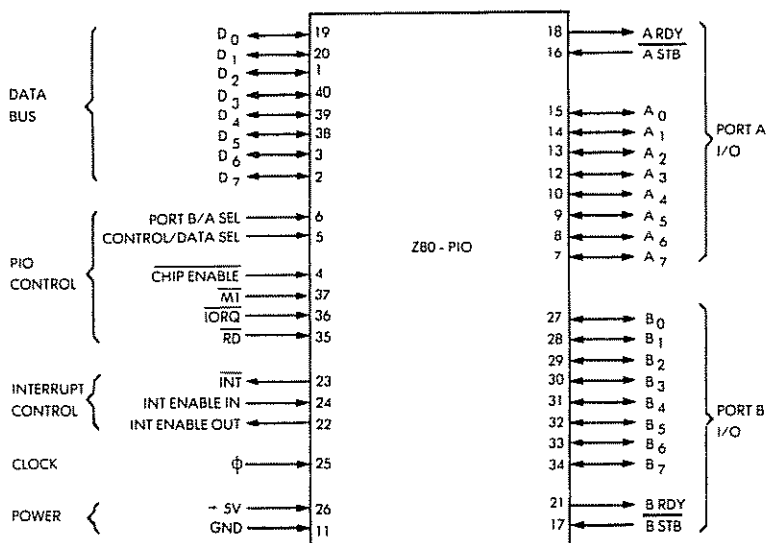 D0 19
D1 20
D2 1
D3 40
D4 39
D5 38
D6 3
D7 2
DATA
BUS
PORT B/A SEL 6
CONTROL/DATA SEL 5
CHIP ENABLE 4
M1 37
IORQ 36
RD 35
PIO
CONTROL
INT 23
INT ENABLE IN 24
INT ENABLE OUT 22
INTERRUPT
CONTROL
CLOCK
ϕ 25
+ 5V 26
GND 11
POWER
Z80 - PIO
18 A RDY
16 A STB
15 A0
14 A1
13 A2
12 A3
10 A4
9 A5
8 A6
7 A7
PORT A
I/O
27 B0
28 B1
29 B2
30 B3
31 B4
32 B5
33 B6
34 B7
21 B RDY
17 B STB
PORT B
I/O